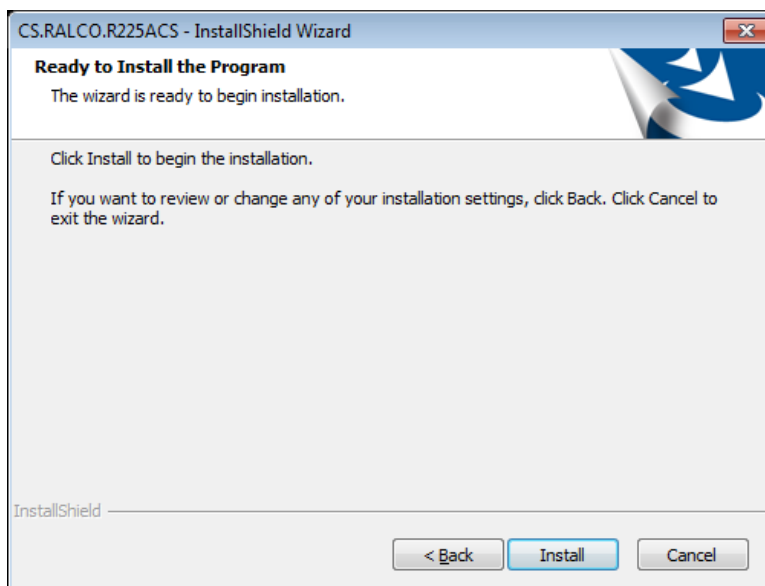 CS.RALCO.R225ACS - InstallShield Wizard
Ready to Install the Program
The wizard is ready to begin installation.
Click Install to begin the installation.
If you want to review or change any of your installation settings, click Back. Click Cancel to
exit the wizard.
InstallShield
< Back
Install
Cancel